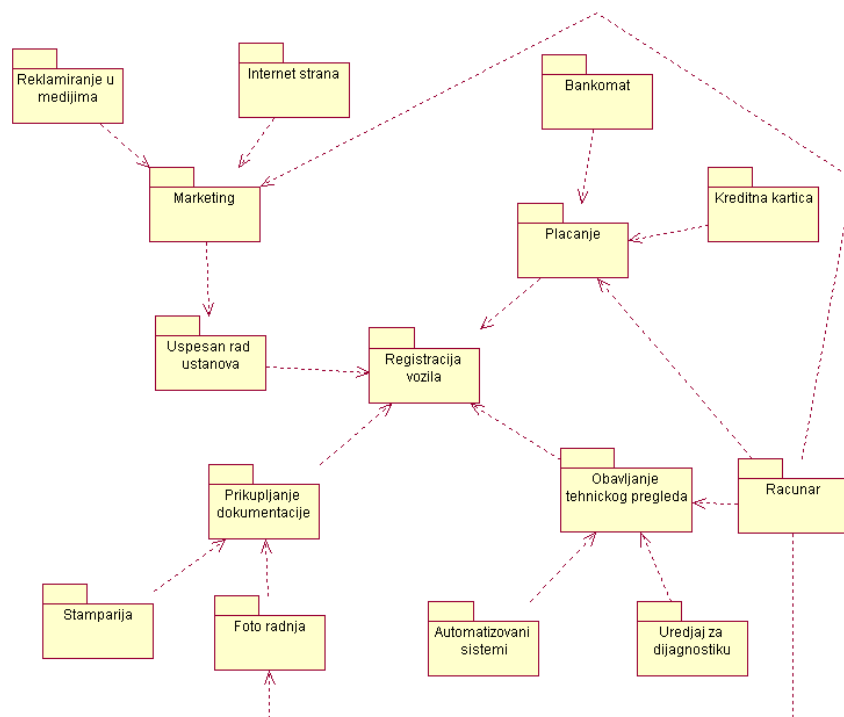 Reklamiranje u
medijima
Internet strana
Bankomat
Marketing
Kreditna kartica
Placanje
Uspesan rad
ustanova
Registracija
vozila
Prikupljanje
dokumentacije
Obavljanje
tehnickog pregleda
Racunar
Stamparija
Foto radnja
Automatizovani
sistemi
Uredjaj za
dijagnostiku